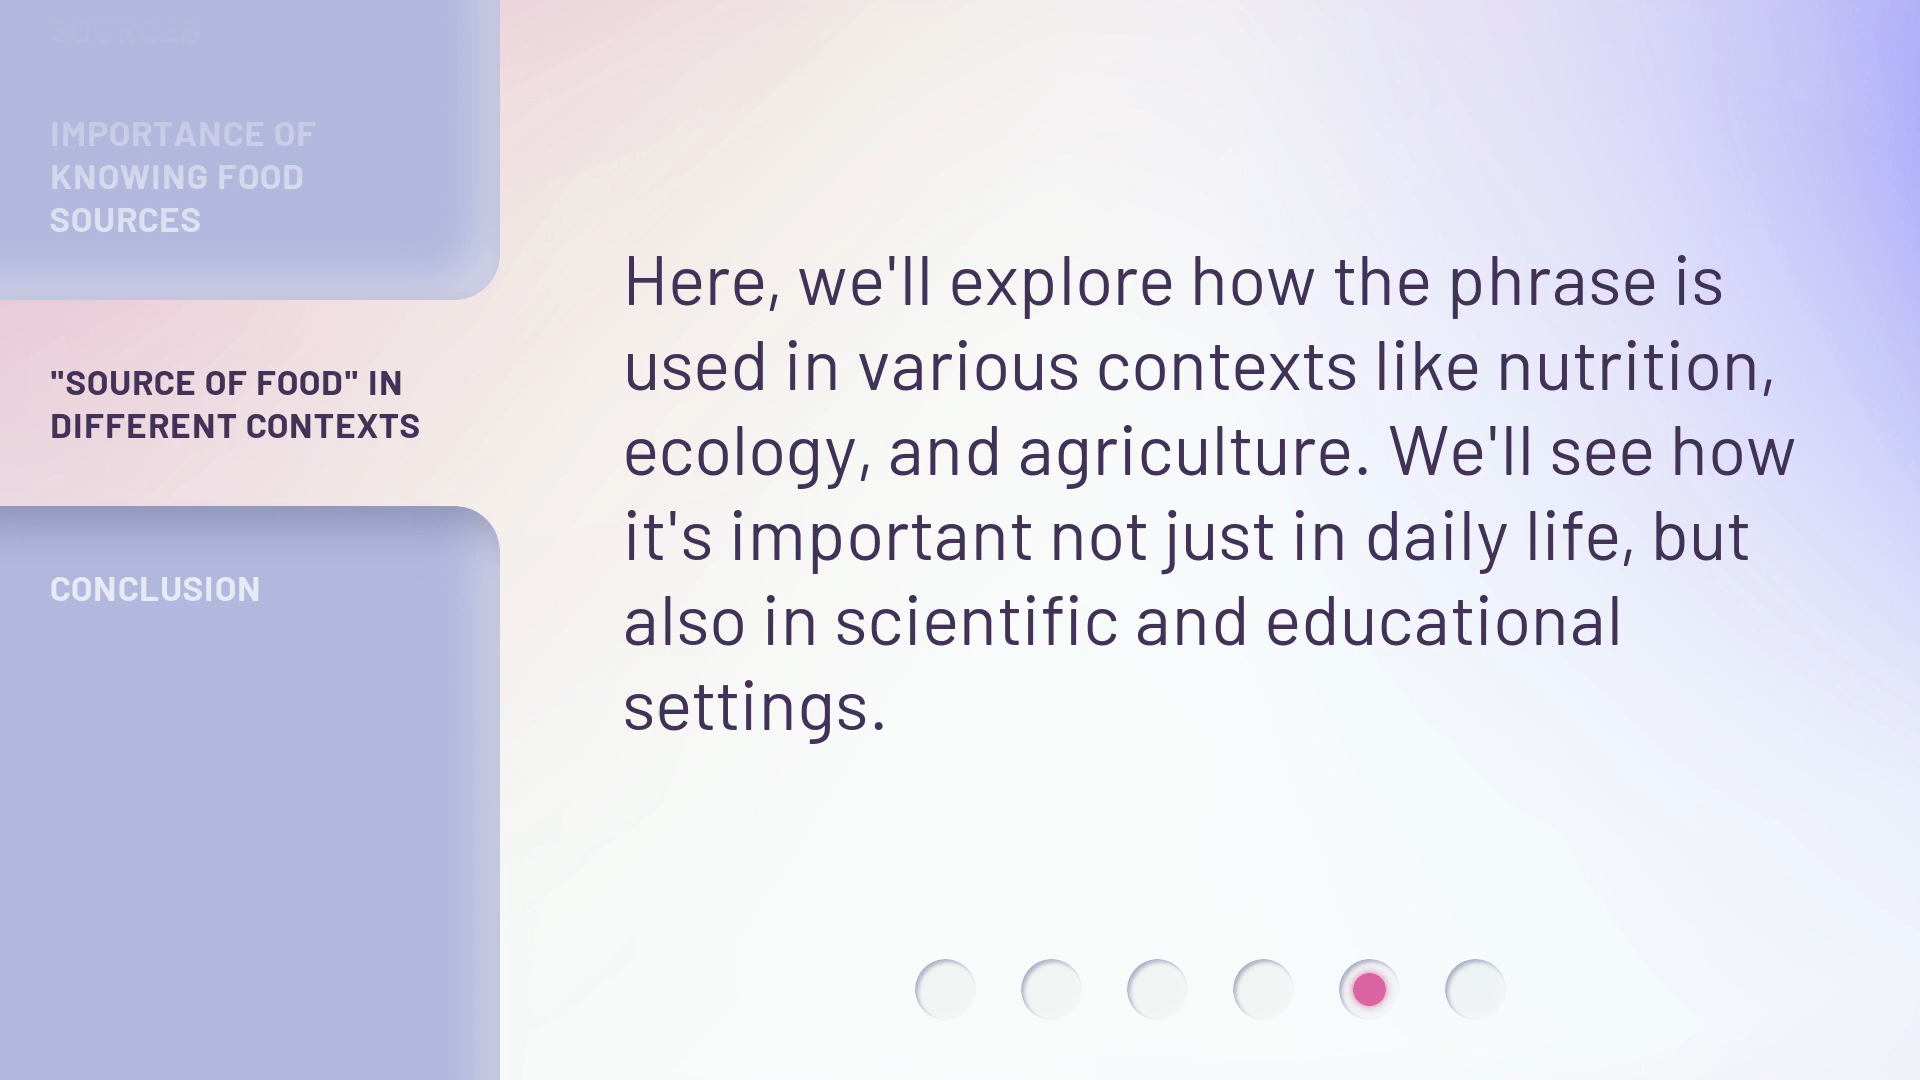 SOURCES
IMPORTANCE OF
KNOWING FOOD
SOURCES
"SOURCE OF FOOD" IN
DIFFERENT CONTEXTS
CONCLUSION
Here, we'll explore how the phrase is
used in various contexts like nutrition,
ecology, and agriculture. We'll see how
it's important not just in daily life, but
also in scientific and educational
settings.